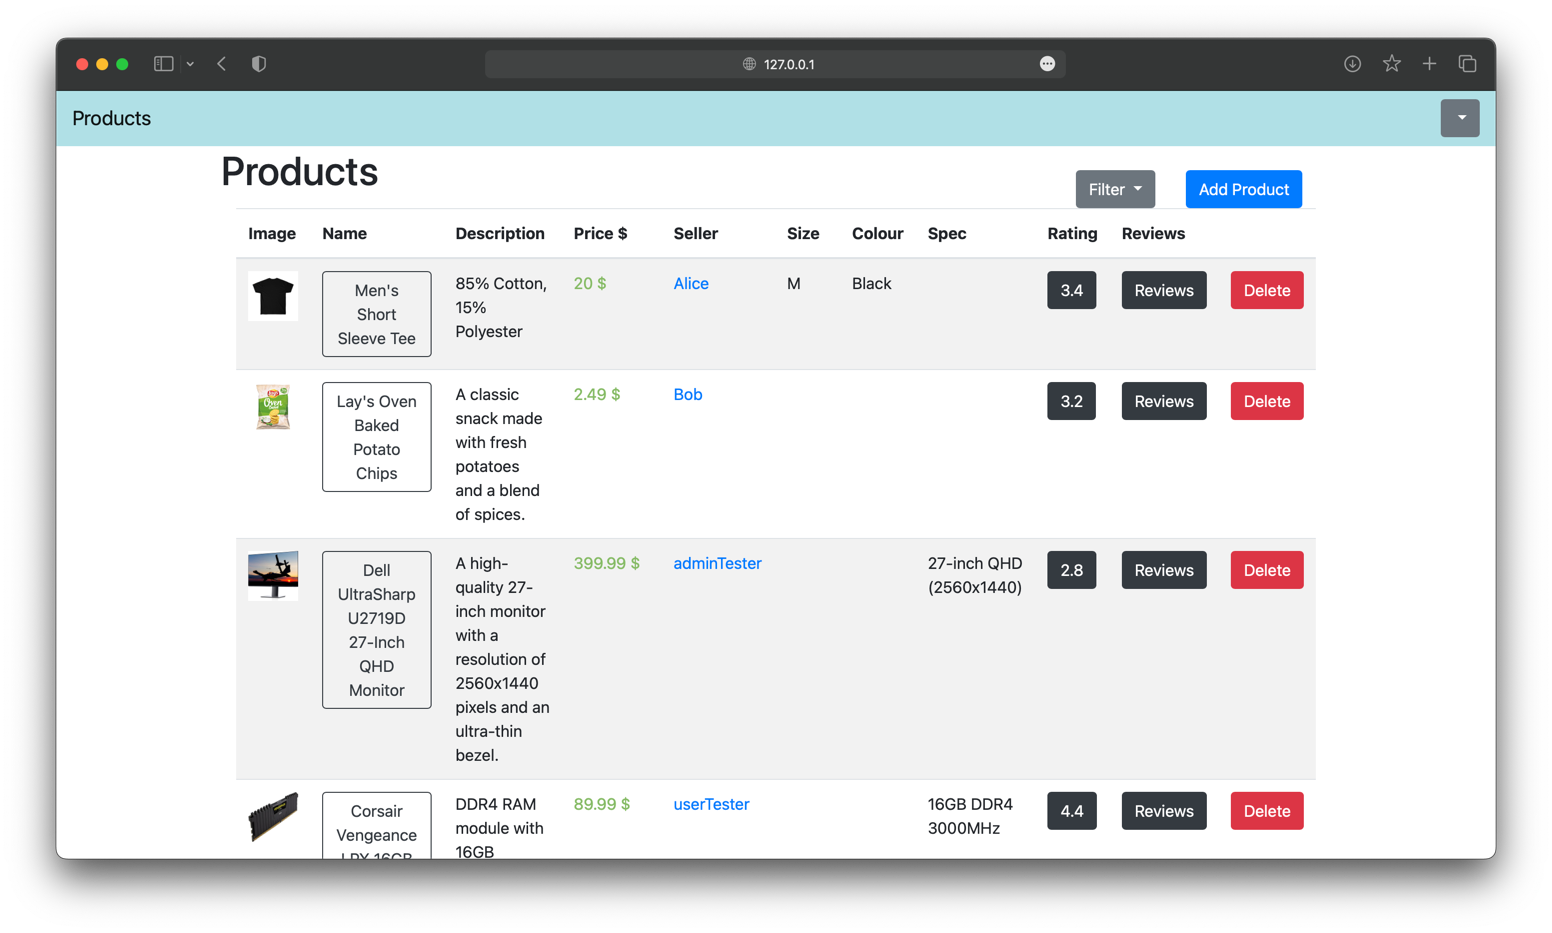 127.0.0.1
Products
Products
Filter
Add Product
Image Name Description Price $ Seller Size Colour Spec Rating Reviews
Men's
Short
Sleeve Tee
85% Cotton,
15%
Polyester
20 $
Alice
M
Black
3.4
Reviews
Delete
Lay's Oven
Baked
Potato
Chips
A classic
snack made
with fresh
potatoes
and a blend
of spices.
2.49 $
Bob
3.2
Reviews
Delete
Dell
UltraSharp
U2719D
27-Inch
QHD
Monitor
A high-
quality 27-
inch monitor
with a
resolution of
2560x1440
pixels and an
ultra-thin
bezel.
399.99 $
adminTester
27-inch QHD
(2560x1440)
2.8
Reviews
Delete
Corsair
Vengeance
LPX 16GB
DDR4 RAM
module with
16GB
89.99 $
userTester
16GB DDR4
3000MHz
4.4
Reviews
Delete